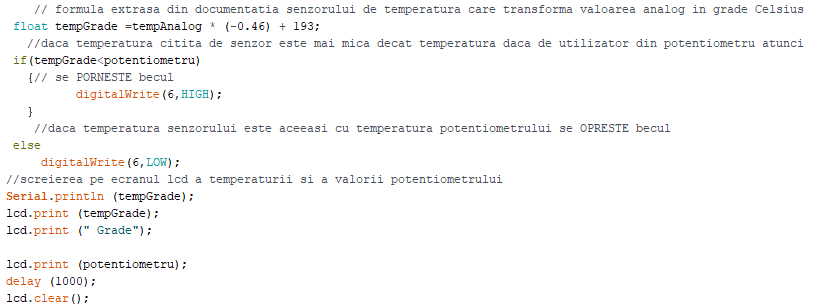 // formula extrasa din documentatia senzorului de temperatura care transforma valoarea analog in grade Celsius
float tempGrade =tempAnalog * (-0.46) + 193;
//daca temperatura citita de senzor este mai mica decat temperatura daca de utilizator din potentiometru atunci
if(tempGrade<potentiometru)
{// se PORNESTE becul
digitalWrite(6,HIGH);
}
//daca temperatura senzorului este aceeasi cu temperatura potentiometrului se OPRESTE becul
else
digitalWrite(6,LOW);
//screierea pe ecranul lcd a temperaturii si a valorii potentiometrului
Serial.println (tempGrade);
lcd.print (tempGrade);
lcd.print (" Grade");
lcd.print (potentiometru);
delay (1000);
lcd.clear();